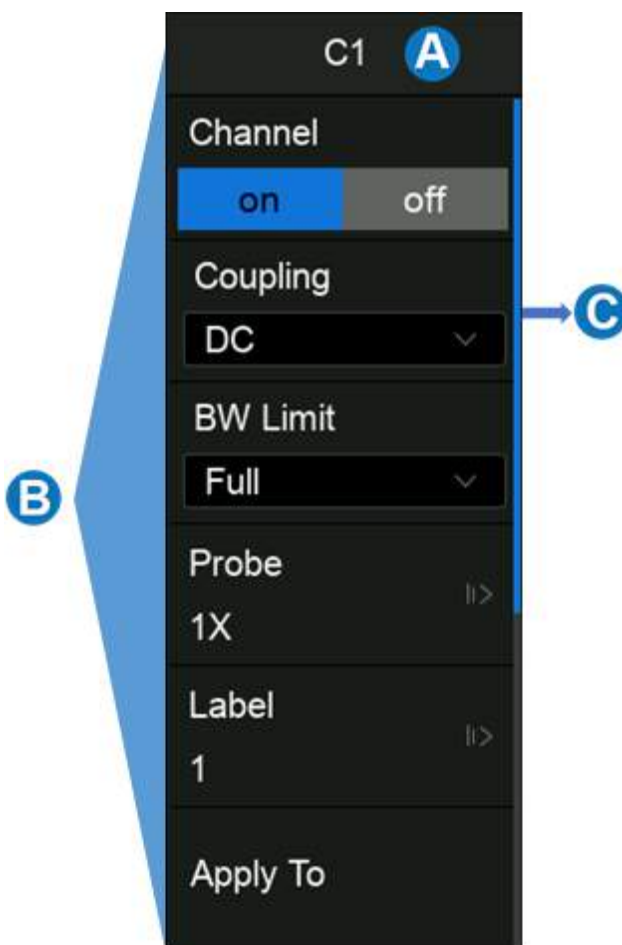 C1 A
Channel
on off
Coupling
DC
C
BW Limit
Full
B
Probe
1X
Label
1
Apply To